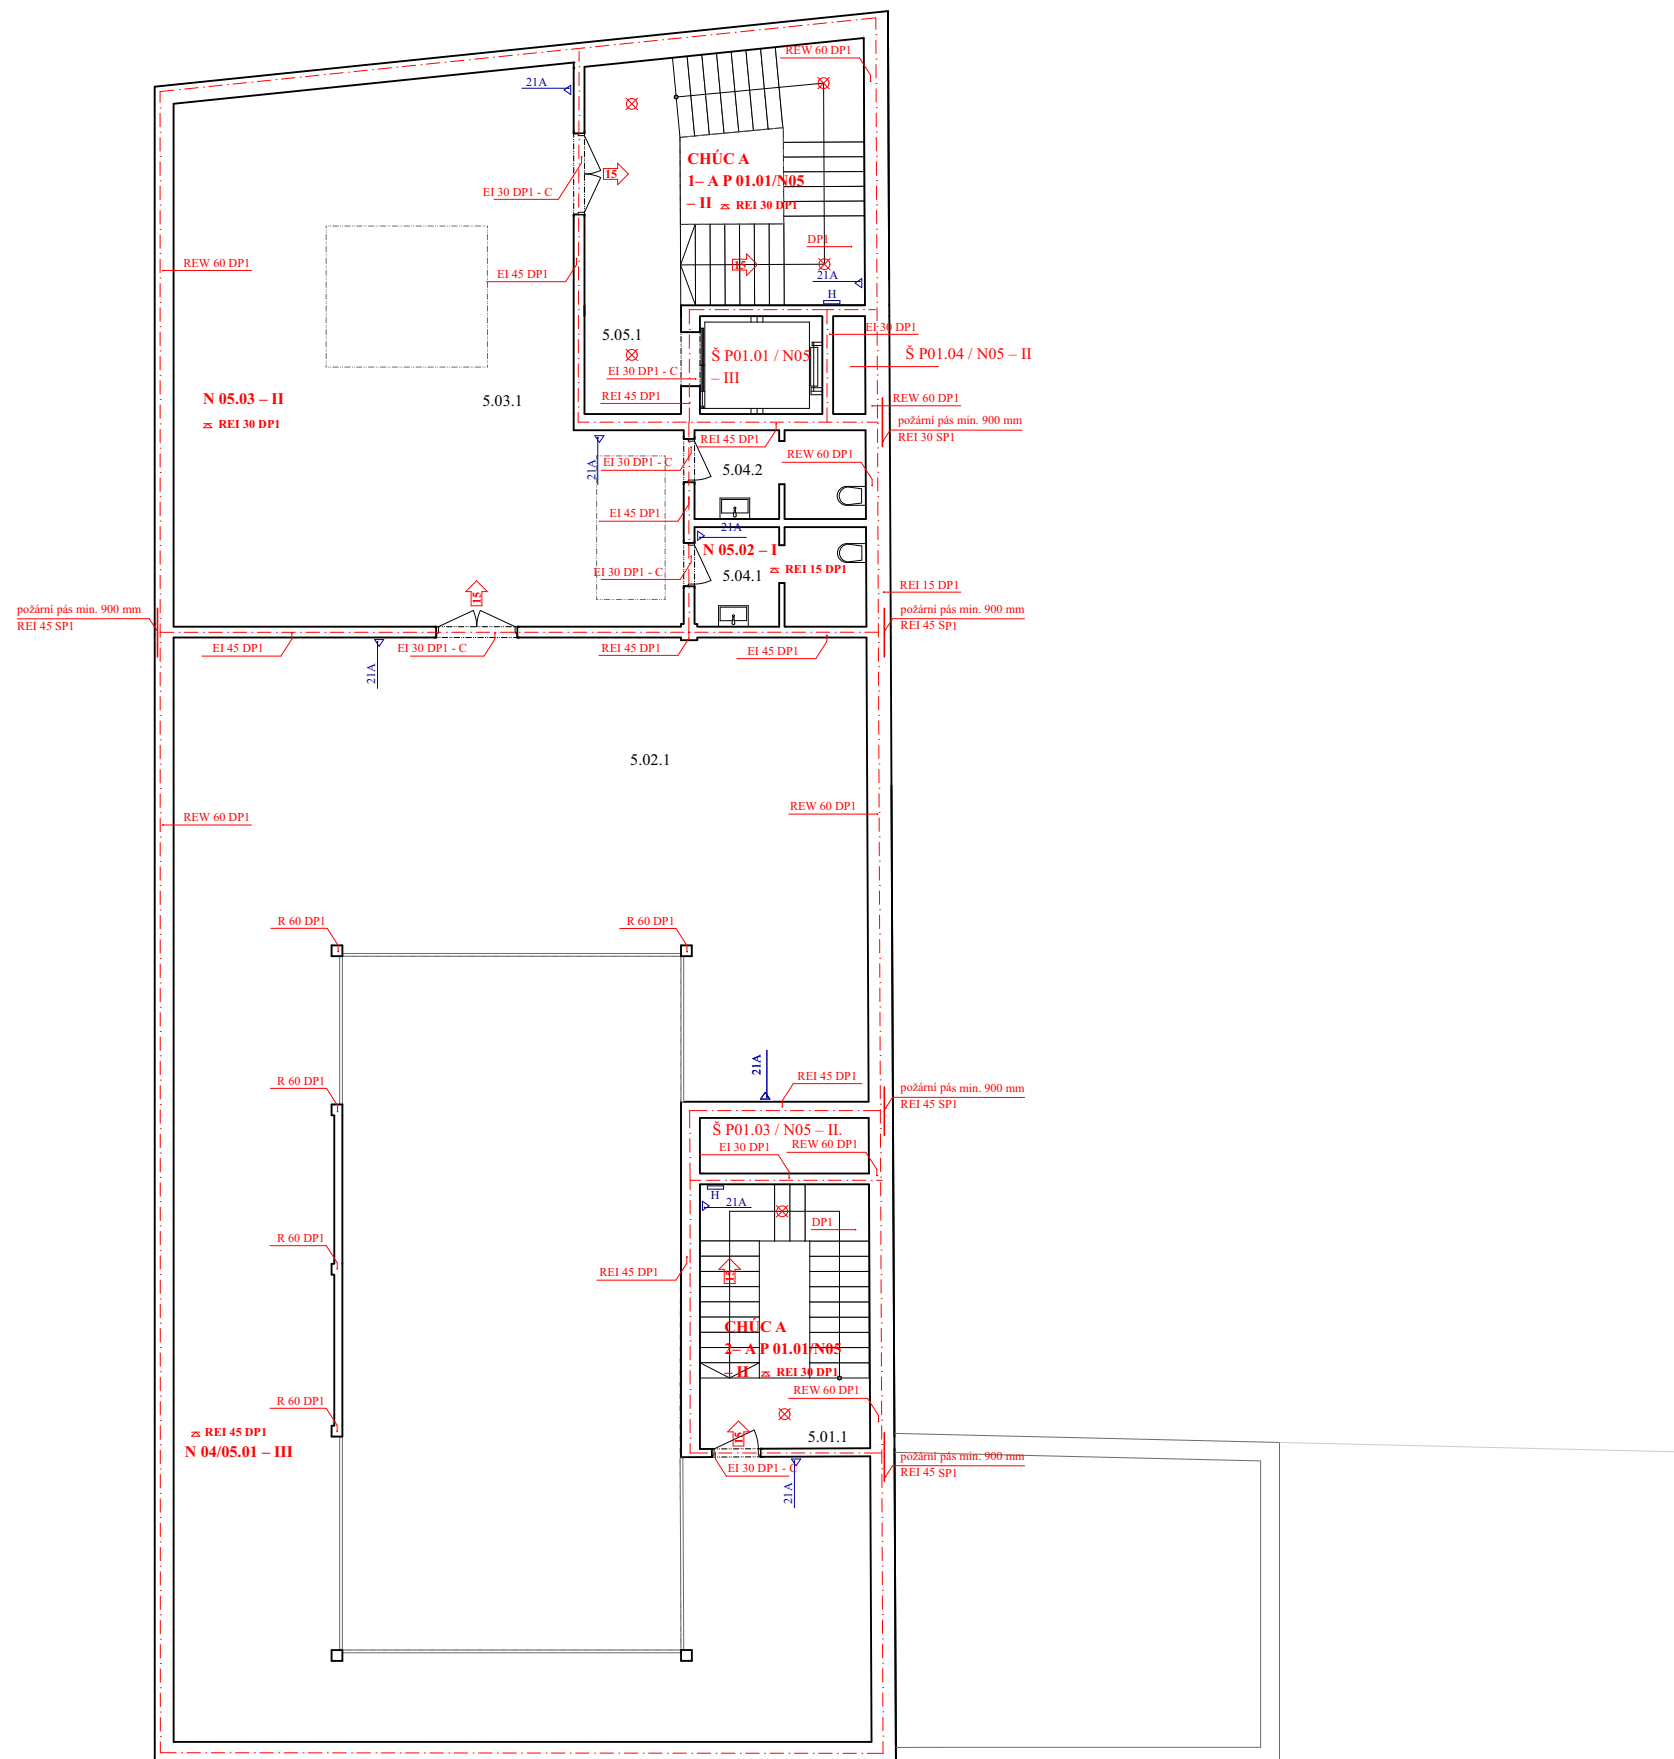 REW 60 DP1
21A
CHÚC A
1– A P 01.01/N05
– II REI 30 DP1
15
EI 30 DP1 - C
DP1
REW 60 DP1
EI 45 DP1
15
21A
H
5.05.1
EI 30 DP1
Š P01.01 / N05
– III
Š P01.04 / N05 – II
EI 30 DP1 - C
REI 45 DP1
N 05.03 – II
REI 30 DP1
5.03.1
REW 60 DP1
požární pás min. 900 mm
REI 30 SP1
REI 45 DP1
21A
EI 30 DP1 - C
5.04.2
REW 60 DP1
EI 45 DP1
21A
N 05.02 – I
EI 30 DP1 - C
5.04.1
REI 15 DP1
REI 15 DP1
15
požární pás min. 900 mm
REI 45 SP1
požární pás min. 900 mm
REI 45 SP1
EI 45 DP1
EI 30 DP1 - C
REI 45 DP1
EI 45 DP1
21A
5.02.1
REW 60 DP1
REW 60 DP1
R 60 DP1
R 60 DP1
21A
R 60 DP1
REI 45 DP1
požární pás min. 900 mm
REI 45 SP1
Š P01.03 / N05 – II.
EI 30 DP1
REW 60 DP1
H
21A
DP1
R 60 DP1
REI 45 DP1
15
CHÚC A
2– A P 01.01/N05
– II REI 30 DP1
REW 60 DP1
R 60 DP1
REI 45 DP1
N 04/05.01 – III
15
5.01.1
EI 30 DP1 - C
21A
požární pás min. 900 mm
REI 45 SP1